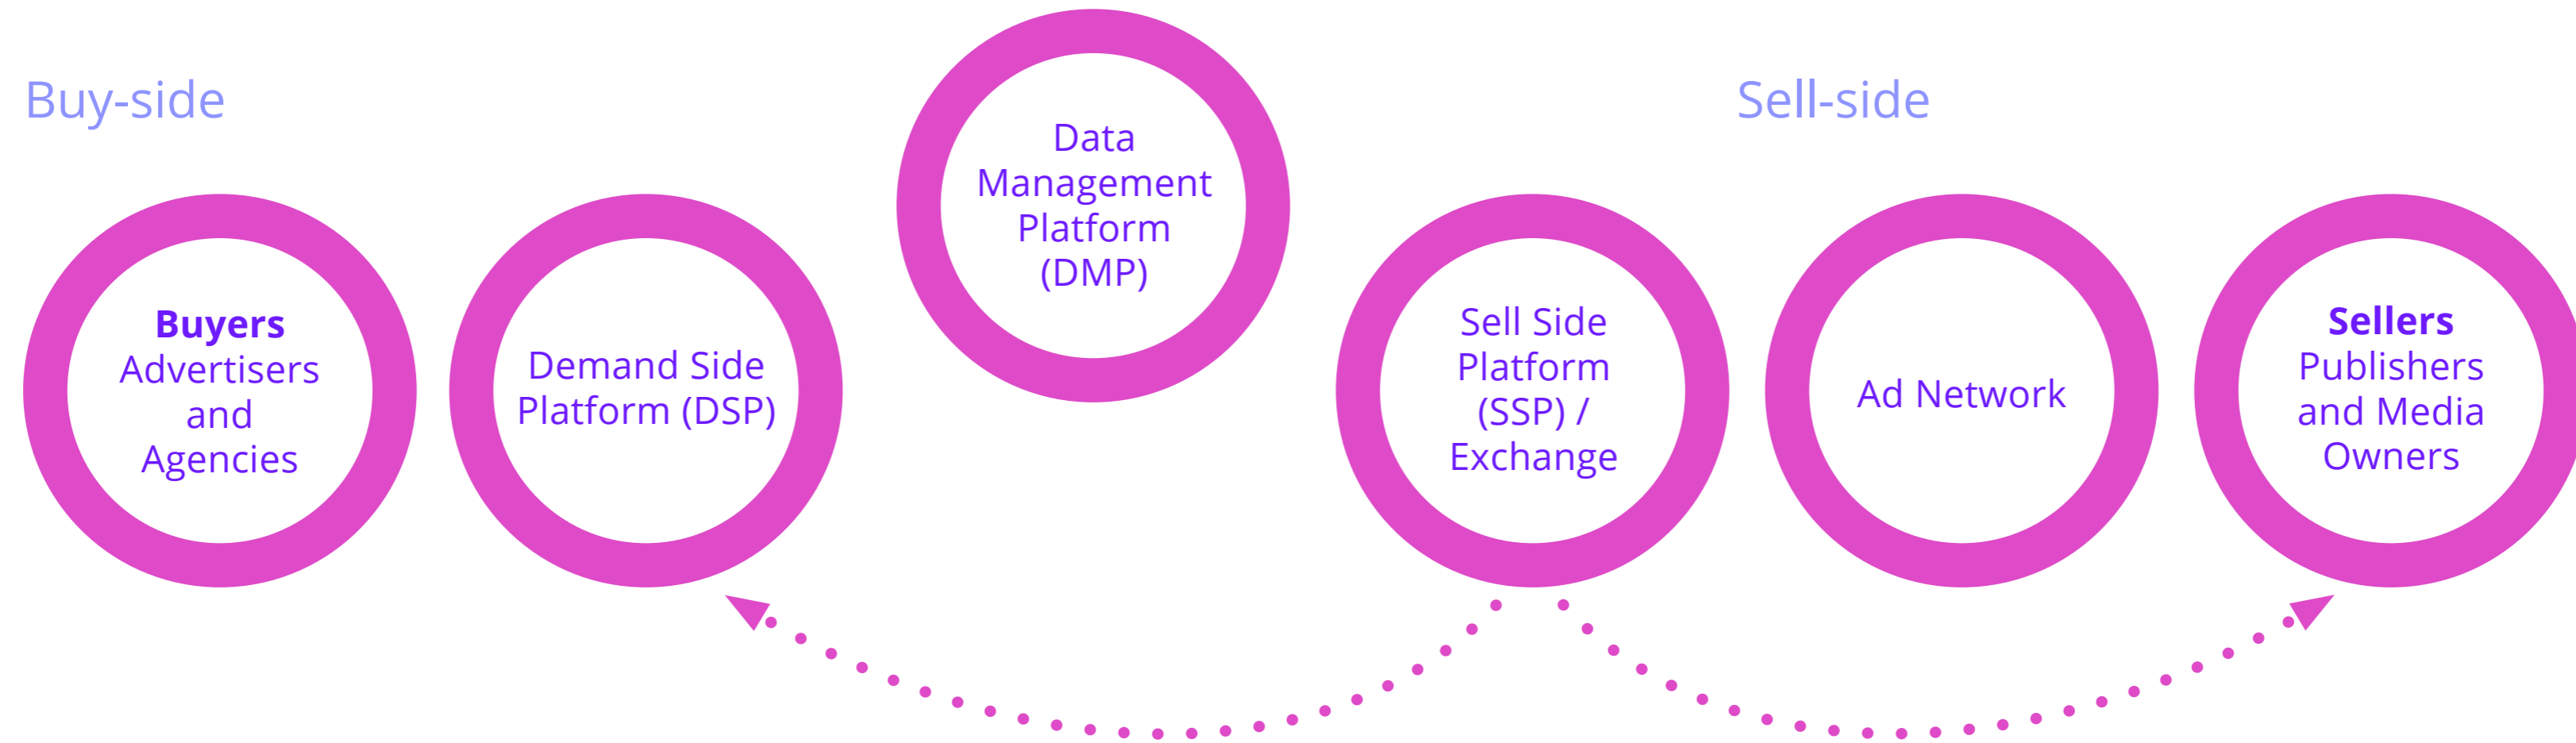 Buy-side
Sell-side
Buyers
Advertisers
and
Agencies
Demand Side
Platform (DSP)
Data
Management
Platform
(DMP)
Sell Side
Platform
(SSP) /
Exchange
Ad Network
Sellers
Publishers
and Media
Owners